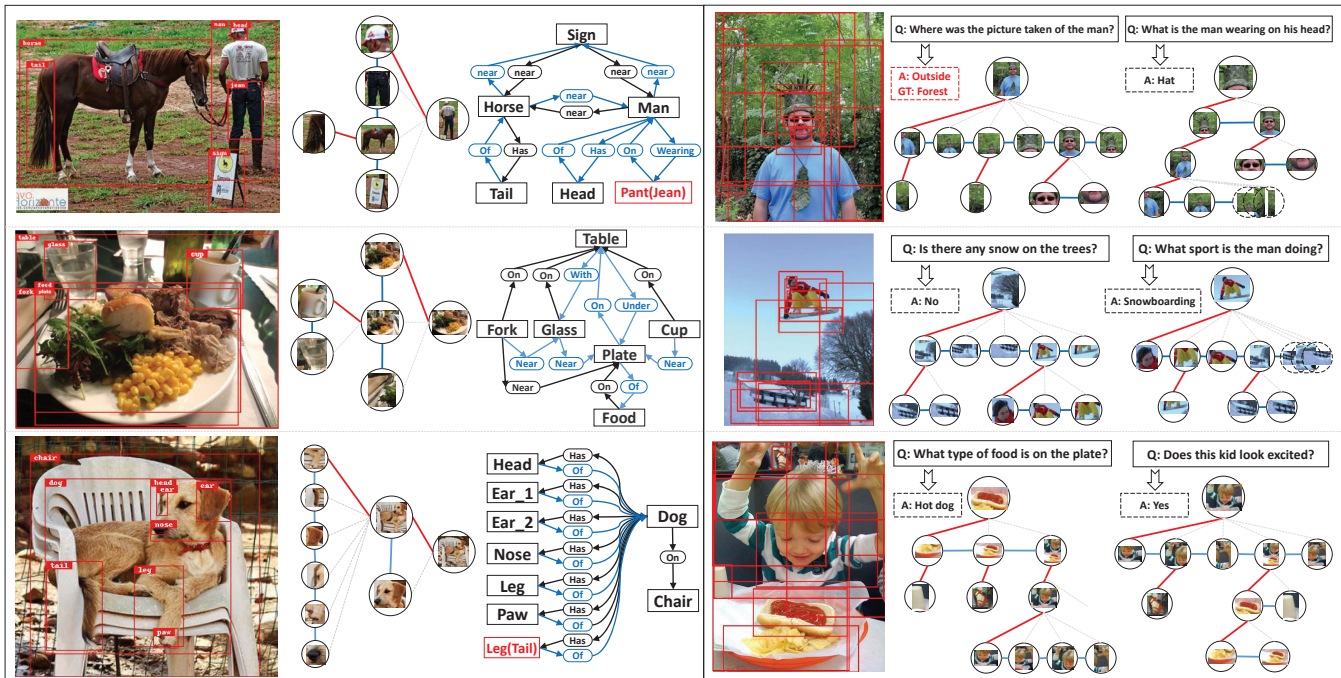 horse
tail
man
head
jean
sign
Sign
near
near
near
near
Horse
near
near
Man
Of
Has
Of
Has
On
Wearing
Tail
Head
Pant(Jean)
table
glass
cup
food
fork
plate
Table
On
On
With
On
On
Under
Fork
Glass
Cup
Near
Near
Plate
Near
Near
On
Of
Food
chair
dog
head
ear
ear
nose
tail
leg
paw
Head
Has
Of
Ear_1
Has
Of
Ear_2
Has
Of
Nose
Has
Of
Leg
Has
Of
Paw
Has
Of
Leg(Tail)
Has
Of
Dog
On
Chair
Q: Where was the picture taken of the man?
A: Outside
GT: Forest
Q: What is the man wearing on his head?
A: Hat
Q: Is there any snow on the trees?
A: No
Q: What sport is the man doing?
A: Snowboarding
Q: What type of food is on the plate?
A: Hot dog
Q: Does this kid look excited?
A: Yes